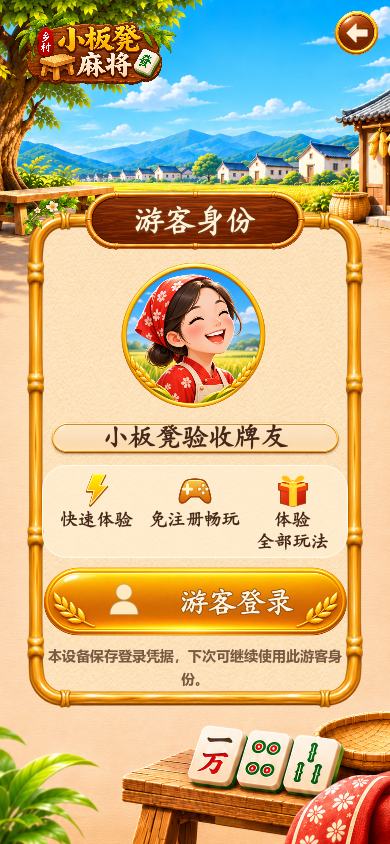 乡村
小板凳
麻将
發
游客身份
小板凳验收牌友
快速体验
免注册畅玩
体验
全部玩法
游客登录
本设备保存登录凭据，下次可继续使用此游客身
份。
一
万